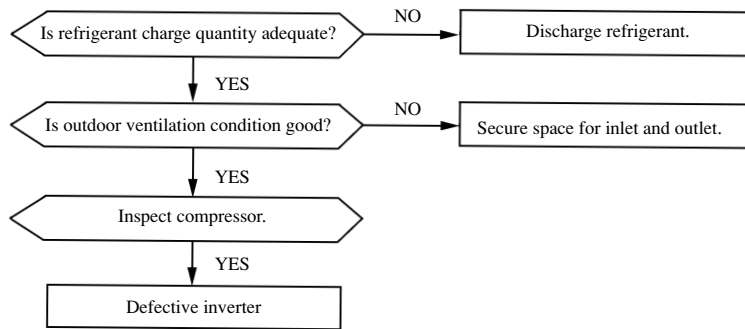 Is refrigerant charge quantity adequate?
NO
Discharge refrigerant.
YES
Is outdoor ventilation condition good?
NO
Secure space for inlet and outlet.
YES
Inspect compressor.
YES
Defective inverter